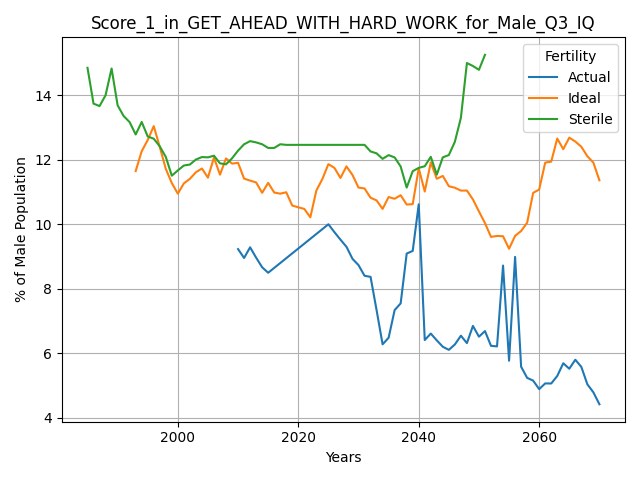 Score_1_in_GET_AHEAD_WITH_HARD_WORK_for_Male_Q3_IQ
Fertility
Actual
Ideal
Sterile
% of Male Population
14
12
10
8
6
4
2000
2020
2040
2060
Years